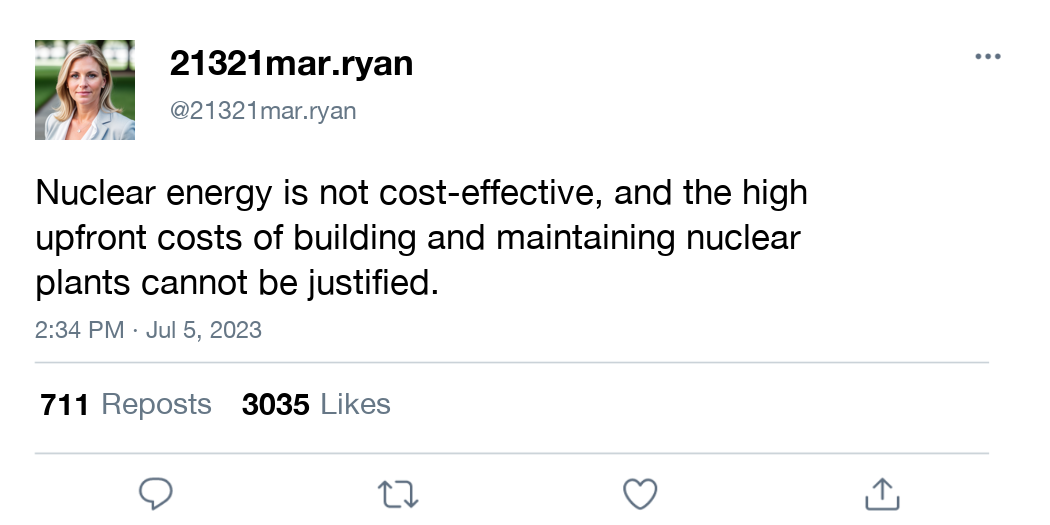 21321mar.ryan
@21321mar.ryan
Nuclear energy is not cost-effective, and the high
upfront costs of building and maintaining nuclear
plants cannot be justified.
2:34 PM · Jul 5, 2023
711 Reposts 3035 Likes